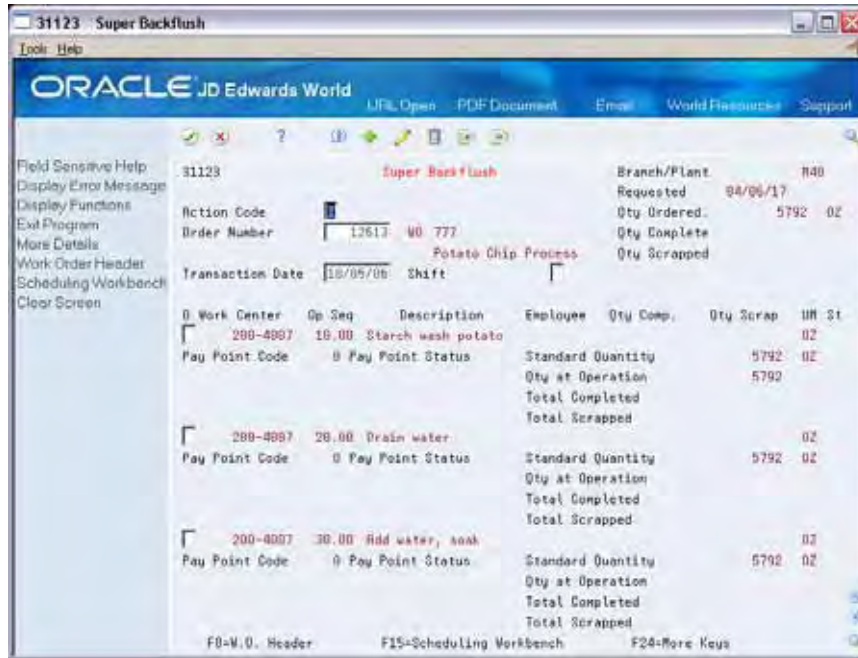 31123 Super Backflush
Tools Help
ORACLE JD Edwards World
URL Open PDF Document Email World Resources Support
Field Sensitive Help
Display Error Message
Display Functions
Exit Program
More Details
Work Order Header
Scheduling Workbench
Clear Screen
31123 Super Backflush Branch/Plant M40
Requested 04/06/17
Action Code Qty Ordered. 5792 OZ
Order Number 12613 WO 777 Qty Complete
Potato Chip Process Qty Scrapped
Transaction Date 10/05/06 Shift
O Work Center Op Seq Description Employee Qty Comp. Qty Scrap UM St
200-4007 10.00 Starch wash potato OZ
Pay Point Code 0 Pay Point Status Standard Quantity 5792 OZ
Qty at Operation 5792
Total Completed
Total Scrapped
200-4007 20.00 Drain water OZ
Pay Point Code 0 Pay Point Status Standard Quantity 5792 OZ
Qty at Operation
Total Completed
Total Scrapped
200-4007 30.00 Add water, soak OZ
Pay Point Code 0 Pay Point Status Standard Quantity 5792 OZ
Qty at Operation
Total Completed
Total Scrapped
F8=W.O. Header F15=Scheduling Workbench F24=More Keys